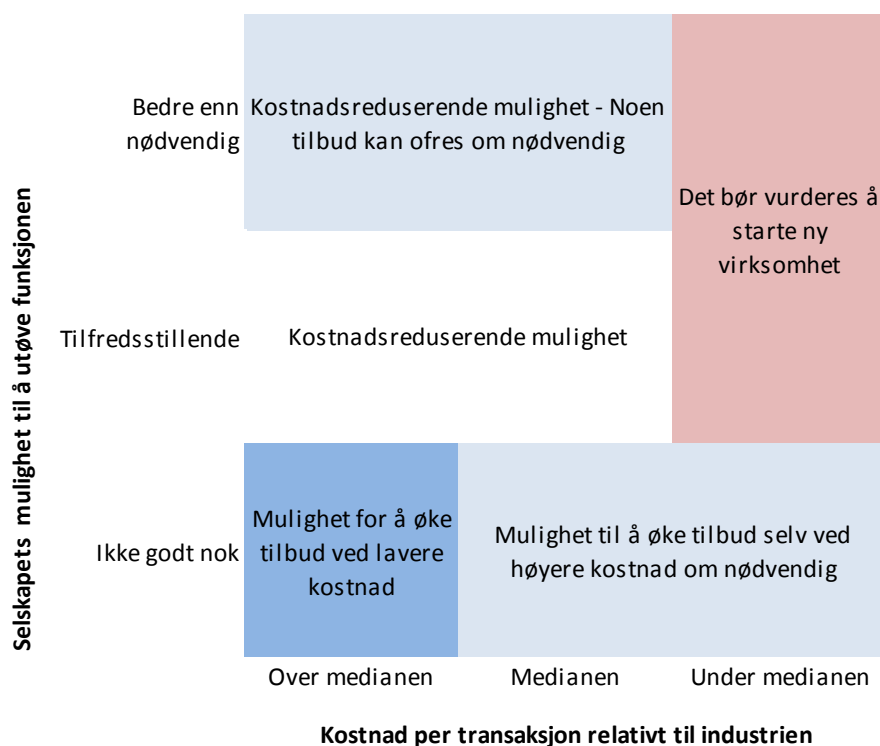 Selskapets mulighet til å utøve funksjonen
Bedre enn
nødvendig
Kostnadsreduserende mulighet - Noen
tilbud kan ofres om nødvendig
Det bør vurderes å
starte ny
virksomhet
Tilfredsstillende
Kostnadsreduserende mulighet
Ikke godt nok
Mulighet for å øke
tilbud ved lavere
kostnad
Mulighet til å øke tilbud selv ved
høyere kostnad om nødvendig
Over medianen
Medianen
Under medianen
Kostnad per transaksjon relativt til industrien